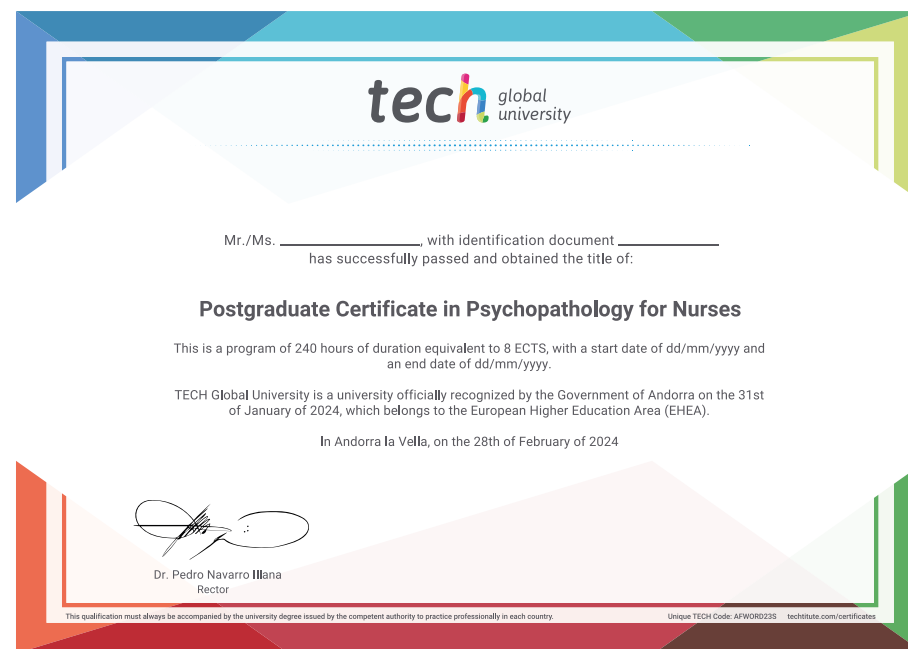 tech global university
Mr./Ms. ____________________, with identification document ______________
has successfully passed and obtained the title of:
Postgraduate Certificate in Psychopathology for Nurses
This is a program of 240 hours of duration equivalent to 8 ECTS, with a start date of dd/mm/yyyy and
an end date of dd/mm/yyyy.
TECH Global University is a university officially recognized by the Government of Andorra on the 31st
of January of 2024, which belongs to the European Higher Education Area (EHEA).
In Andorra la Vella, on the 28th of February of 2024
Dr. Pedro Navarro Illana
Rector
This qualification must always be accompanied by the university degree issued by the competent authority to practice professionally in each country. Unique TECH Code: AFWORD23S techtitute.com/certificates